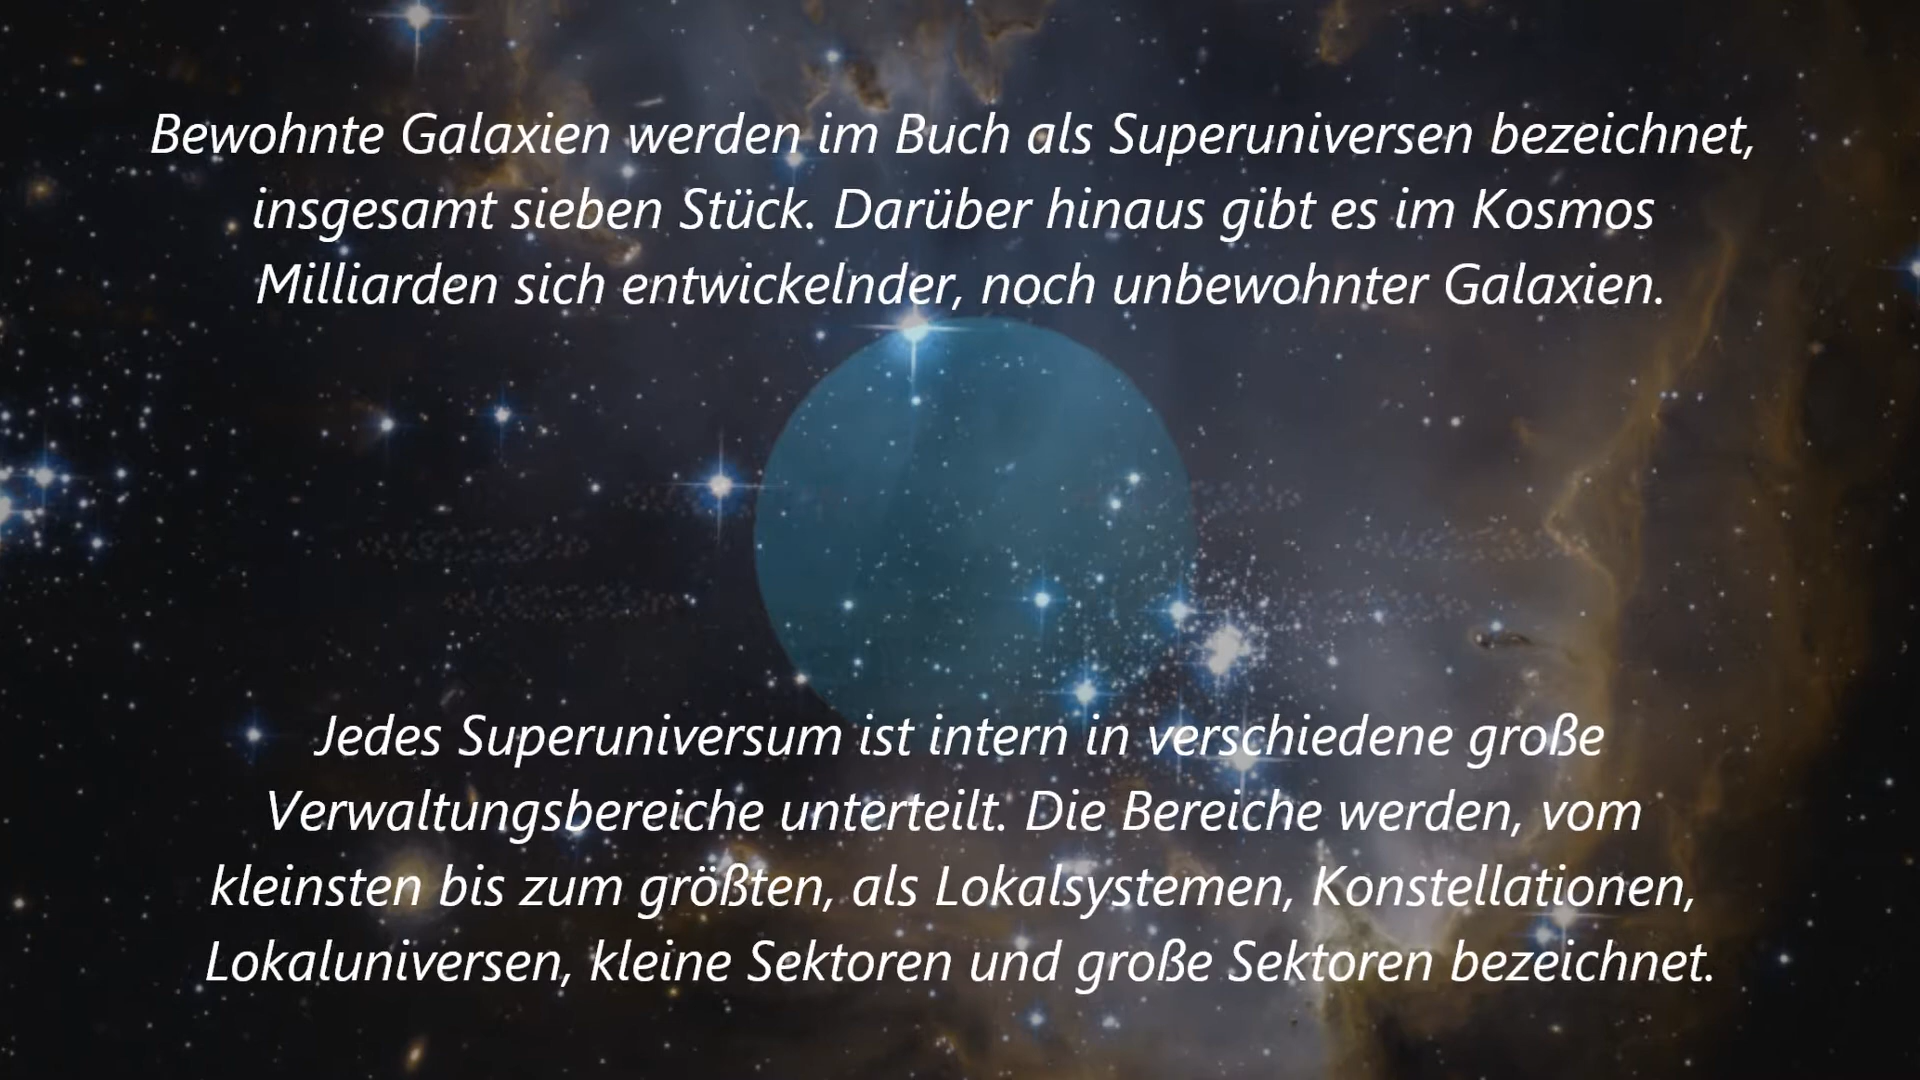 Bewohnte Galaxien werden im Buch als Superuniversen bezeichnet,
insgesamt sieben Stück. Darüber hinaus gibt es im Kosmos
Milliarden sich entwickelnder, noch unbewohnter Galaxien.
Jedes Superuniversum ist intern in verschiedene große
Verwaltungsbereiche unterteilt. Die Bereiche werden, vom
kleinsten bis zum größten, als Lokalsystemen, Konstellationen,
Lokaluniversen, kleine Sektoren und große Sektoren bezeichnet.